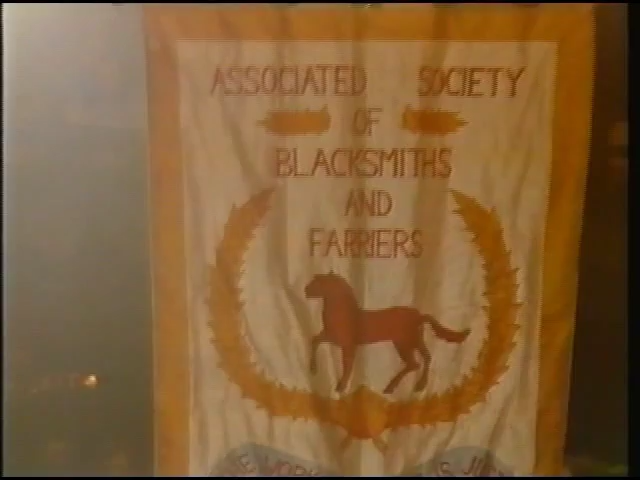 ASSOCIATED SOCIETY
OF
BLACKSMITHS
AND
FARRIERS